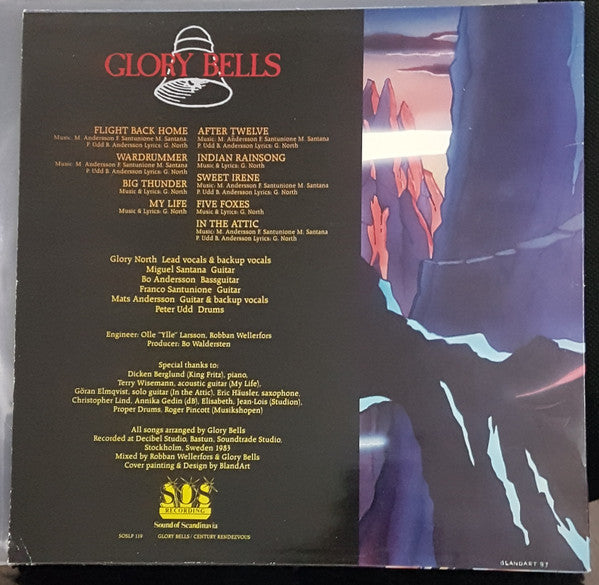 GLORY BELLS
FLIGHT BACK HOME
Music: M. Andersson F. Santunione M. Santana
P. Udd B. Andersson Lyrics: G. North
WARDRUMMER
Music: M. Andersson F. Santunione M. Santana
P. Udd B. Andersson Lyrics: G. North
BIG THUNDER
Music & Lyrics: G. North
MY LIFE
Music & Lyrics: G. North
AFTER TWELVE
Music: M. Andersson F. Santunione M. Santana
P. Udd B. Andersson Lyrics: G. North
INDIAN RAINSONG
Music & Lyrics: G. North
SWEET IRENE
Music: M. Andersson F. Santunione M. Santana
P. Udd B. Andersson Lyrics: G. North
FIVE FOXES
Music & Lyrics: G. North
IN THE ATTIC
Music: M. Andersson F. Santunione M. Santana
P. Udd B. Andersson Lyrics: G. North
Glory North Lead vocals & backup vocals
Miguel Santana Guitar
Bo Andersson Bassguitar
Franco Santunione Guitar
Mats Andersson Guitar & backup vocals
Peter Udd Drums
Engineer: Olle "Ylle" Larsson, Robban Wellerfors
Producer: Bo Waldersten
Special thanks to:
Dicken Berglund (King Fritz), piano,
Terry Wisemann, acoustic guitar (My Life),
Göran Elmqvist, solo guitar (In the Attic), Eric Häusler, saxophone,
Christopher Lind, Annika Gedin (dB), Elisabeth, Jean-Lois (Studion),
Proper Drums, Roger Pincott (Musikshopen)
All songs arranged by Glory Bells
Recorded at Decibel Studio, Bastun, Soundtrade Studio,
Stockholm, Sweden 1983
Mixed by Robban Wellerfors & Glory Bells
Cover painting & Design by BlandArt
SOS
RECORDING
Sound of Scandinavia
SOSLP 119 GLORY BELLS/CENTURY RENDEZVOUS
BLANDART 83